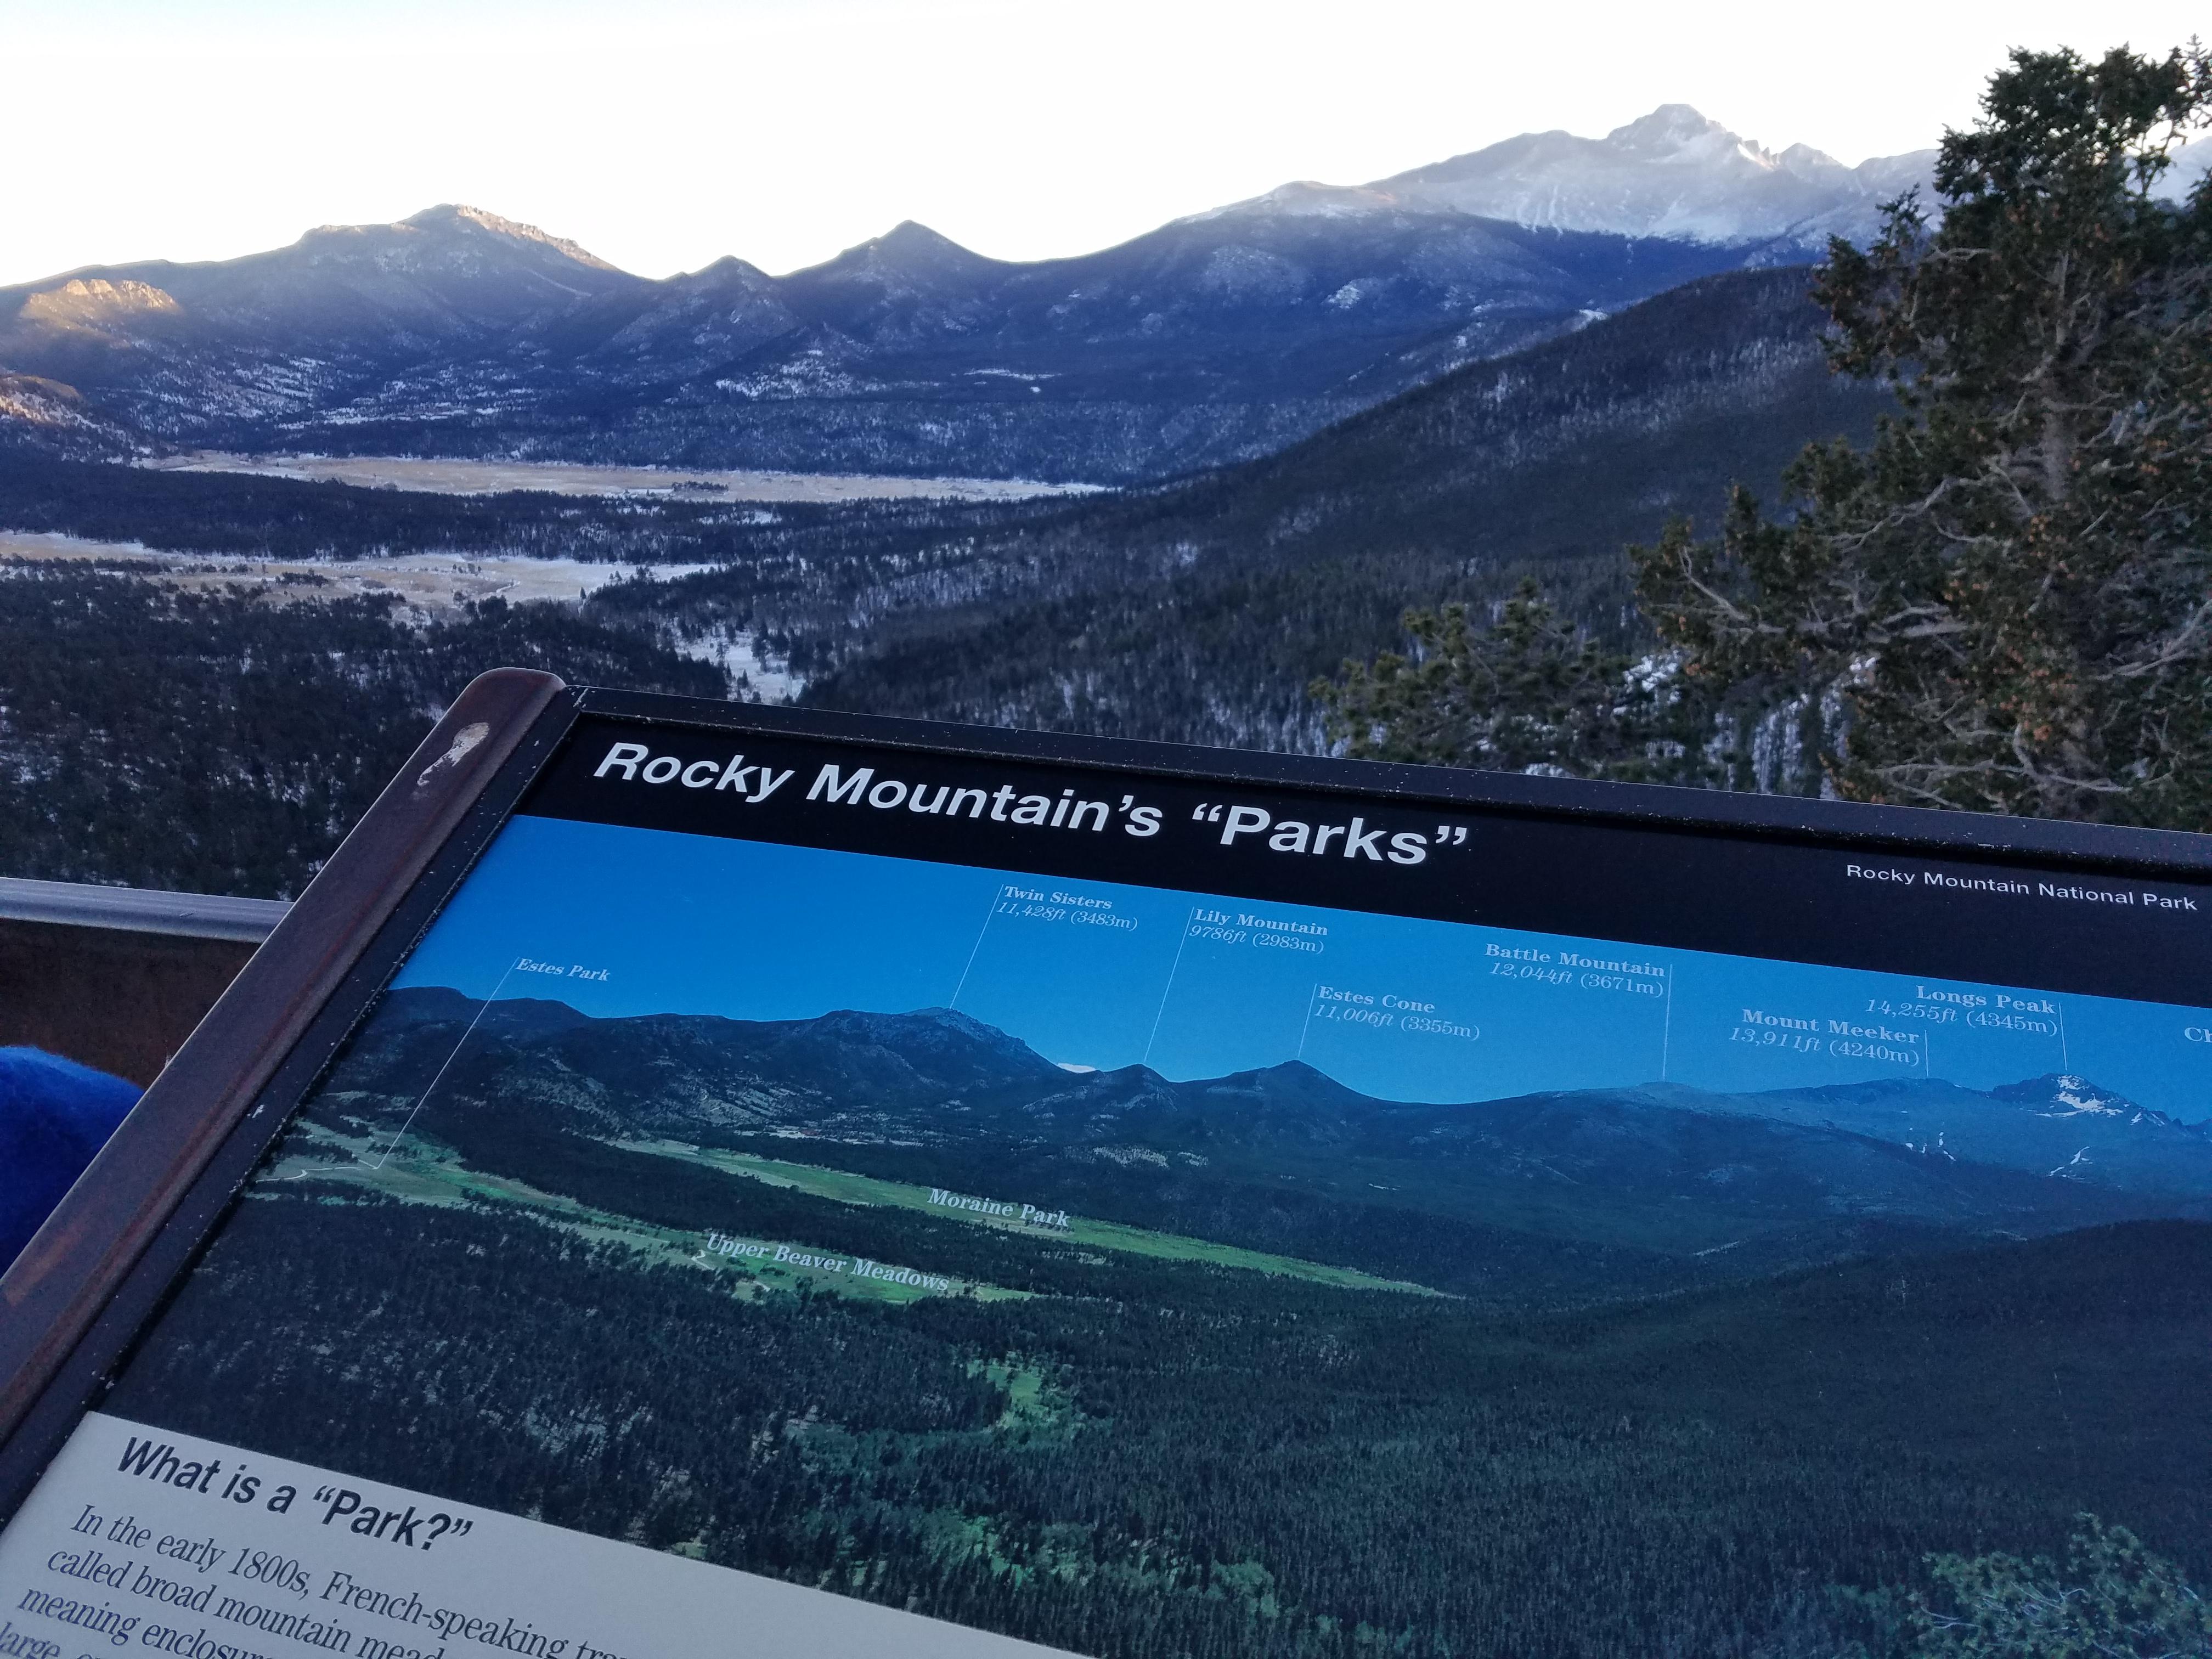 Rocky Mountain's “Parks”
Rocky Mountain National Park
Estes Park
Twin Sisters
11,428ft (3483m)
Lily Mountain
9786ft (2983m)
Estes Cone
11,006ft (3355m)
Battle Mountain
12,044ft (3671m)
Mount Meeker
13,911ft (4240m)
Longs Peak
14,255ft (4345m)
Moraine Park
Upper Beaver Meadows
What is a “Park?”
In the early 1800s, French-speaking
called broad mountain
meaning